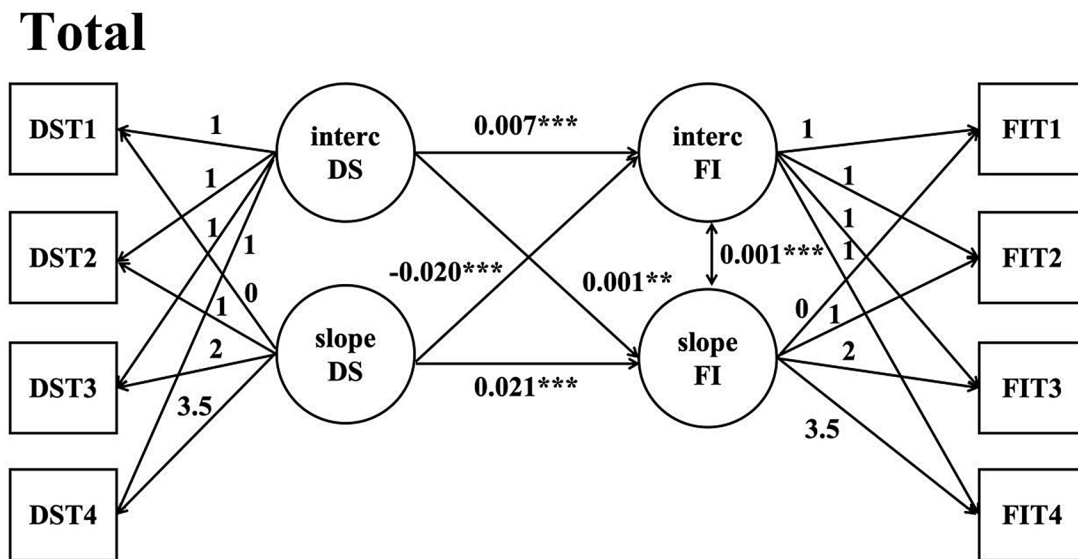 Total
DST1
DST2
DST3
DST4
1
1
1
1
0
1
2
3.5
interc
DS
slope
DS
0.007***
-0.020***
0.001**
0.021***
interc
FI
0.001***
slope
FI
1
1
1
1
0
1
2
3.5
FIT1
FIT2
FIT3
FIT4